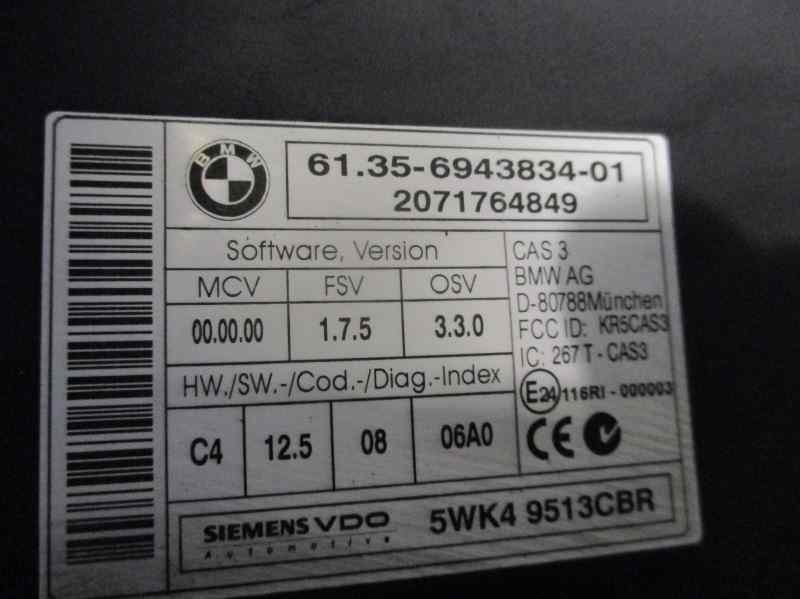 BMW
61.35-6943834-01
2071764849
Software, Version
MCV FSV OSV
00.00.00 1.7.5 3.3.0
HW./SW.-/Cod.-/Diag.-Index
C4 12.5 08 06A0
CAS 3
BMW AG
D-80788München
FCC ID: KR5CAS3
IC: 267 T - CAS3
E24 116RI - 000003
CE
SIEMENS VDO
Automotive
5WK4 9513CBR